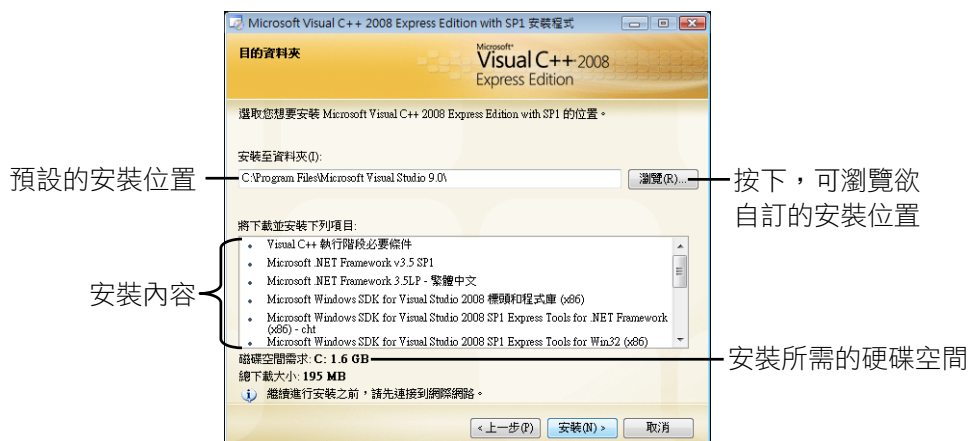 Microsoft Visual C++ 2008 Express Edition with SP1 安裝程式
目的資料夾
Microsoft®
Visual C++ 2008
Express Edition
選取您想要安裝 Microsoft Visual C++ 2008 Express Edition with SP1 的位置。
安裝至資料夾(I):
預設的安裝位置
C:\Program Files\Microsoft Visual Studio 9.0\
瀏覽(R)...
按下，可瀏覽欲
自訂的安裝位置
將下載並安裝下列項目:
安裝內容
• Visual C++ 執行階段必要條件
• Microsoft .NET Framework v3.5 SP1
• Microsoft .NET Framework 3.5LP - 繁體中文
• Microsoft Windows SDK for Visual Studio 2008 標頭和程式庫 (x86)
• Microsoft Windows SDK for Visual Studio 2008 SP1 Express Tools for .NET Framework
(x86) - cht
• Microsoft Windows SDK for Visual Studio 2008 SP1 Express Tools for Win32 (x86)
磁碟空間需求: C: 1.6 GB
安裝所需的硬碟空間
總下載大小: 195 MB
繼續進行安裝之前，請先連接到網際網路。
<上一步(P)
安裝(N) >
取消